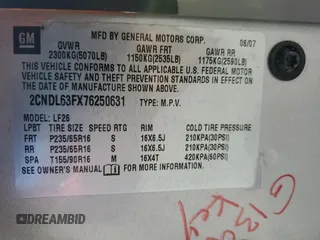 GM
MFD BY GENERAL MOTORS CORP.
GVWR GAWR FRT GAWR RR 06/07
2300KG(5070LB) 1150KG(2535LB) 1175KG(2590LB)
THIS VEHICLE CONFORMS TO ALL APPLICABLE U.S. FEDERAL MOTOR
VEHICLE SAFETY AND THEFT PREVENTION STANDARDS IN EFFECT ON THE DATE OF
MANUFACTURE SHOWN ABOVE.
2CNDL63FX76250631 TYPE: M.P.V.
MODEL: LF26
LPBT TIRE SIZE SPEED RTG RIM COLD TIRE PRESSURE
FRT P235/65R16 S 16X6.5J 210KPA(30PSI)
RR P235/65R16 S 16X6.5J 210KPA(30PSI)
SPA T155/90R16 M 16X4T 420KPA(60PSI)
SEE OWNER'S MANUAL
G
key
DREAMBID